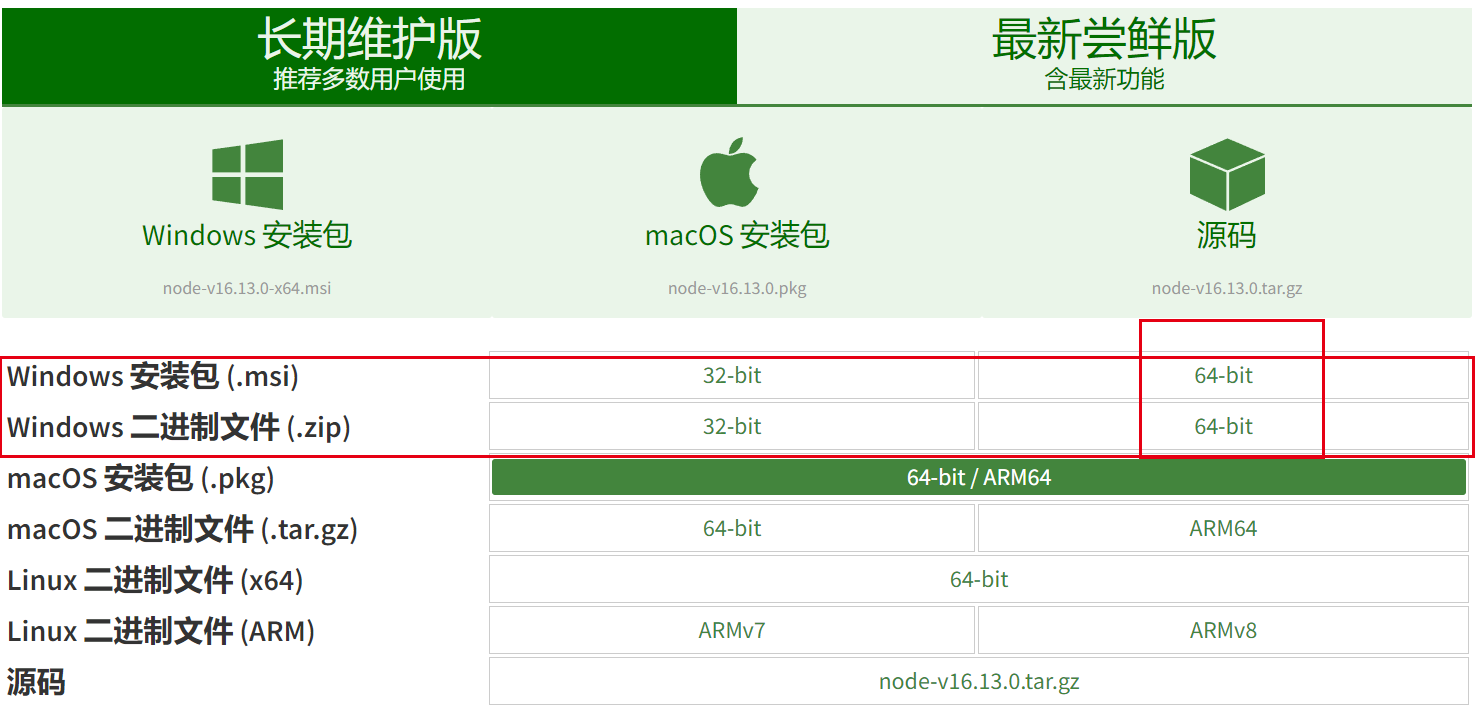 长期维护版
推荐多数用户使用
最新尝鲜版
含最新功能
Windows 安装包
node-v16.13.0-x64.msi
macOS 安装包
node-v16.13.0.pkg
源码
node-v16.13.0.tar.gz
Windows 安装包 (.msi) 32-bit 64-bit
Windows 二进制文件 (.zip) 32-bit 64-bit
macOS 安装包 (.pkg) 64-bit / ARM64
macOS 二进制文件 (.tar.gz) 64-bit ARM64
Linux 二进制文件 (x64) 64-bit
Linux 二进制文件 (ARM) ARMv7 ARMv8
源码 node-v16.13.0.tar.gz